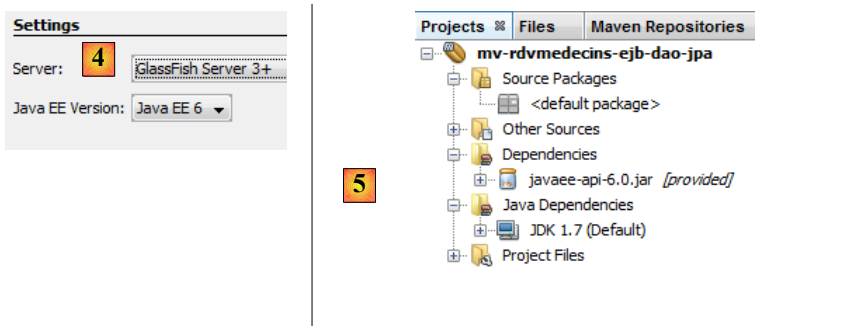 Settings
4
Server: GlassFish Server 3+
Java EE Version: Java EE 6
5
Projects Files Maven Repositories
mv-rdvmedecins-ejb-dao-jpa
Source Packages
<default package>
Other Sources
Dependencies
javaee-api-6.0.jar [provided]
Java Dependencies
JDK 1.7 (Default)
Project Files